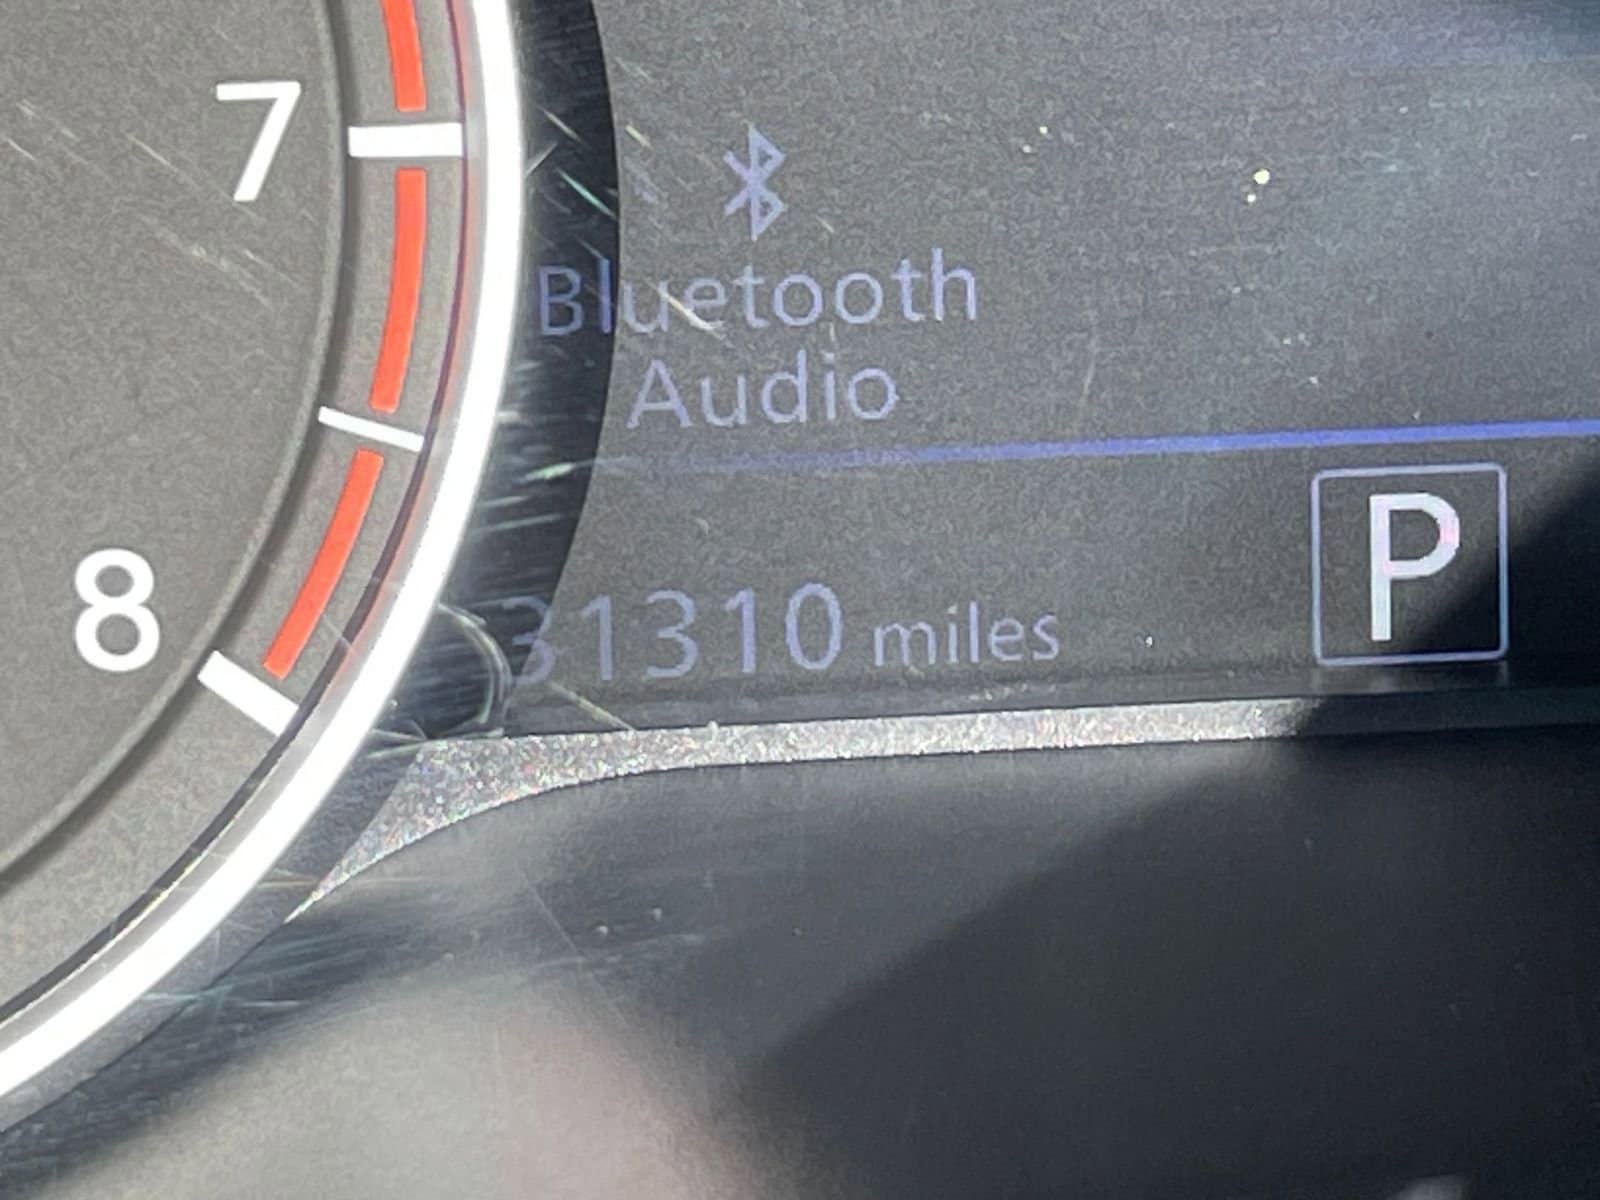 7
Bluetooth
Audio
P
8
31310 miles